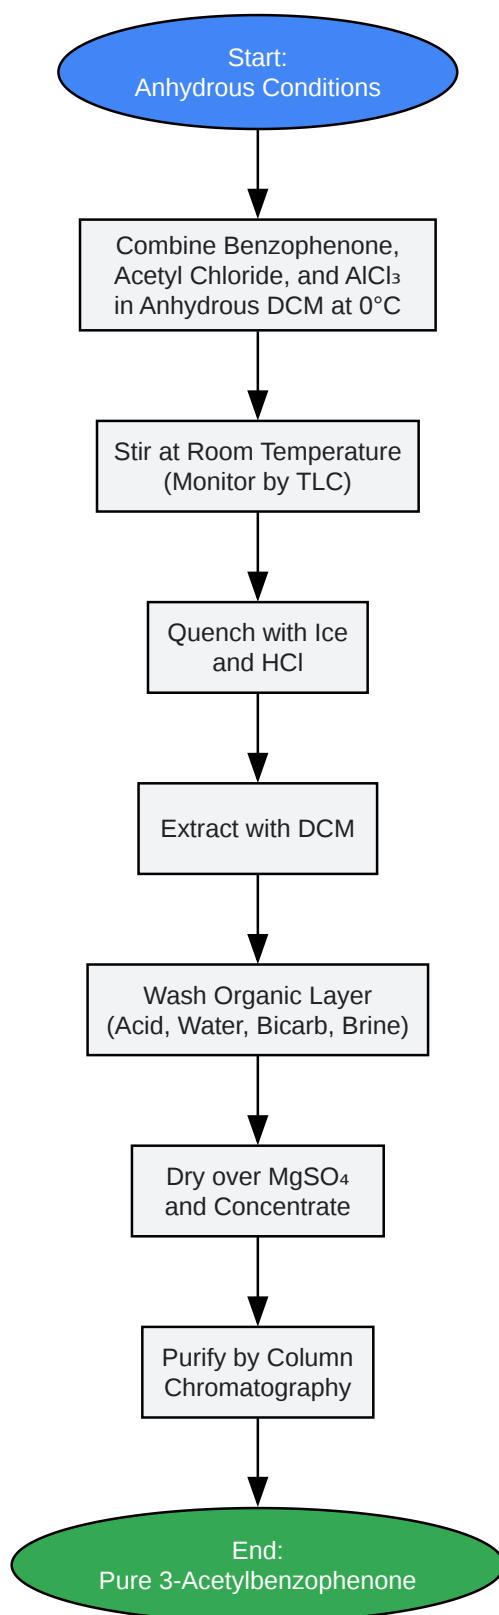 Start:
Anhydrous Conditions
Combine Benzophenone,
Acetyl Chloride, and AlCl₃
in Anhydrous DCM at 0°C
Stir at Room Temperature
(Monitor by TLC)
Quench with Ice
and HCl
Extract with DCM
Wash Organic Layer
(Acid, Water, Bicarb, Brine)
Dry over MgSO₄
and Concentrate
Purify by Column
Chromatography
End:
Pure 3-Acetylbenzophenone